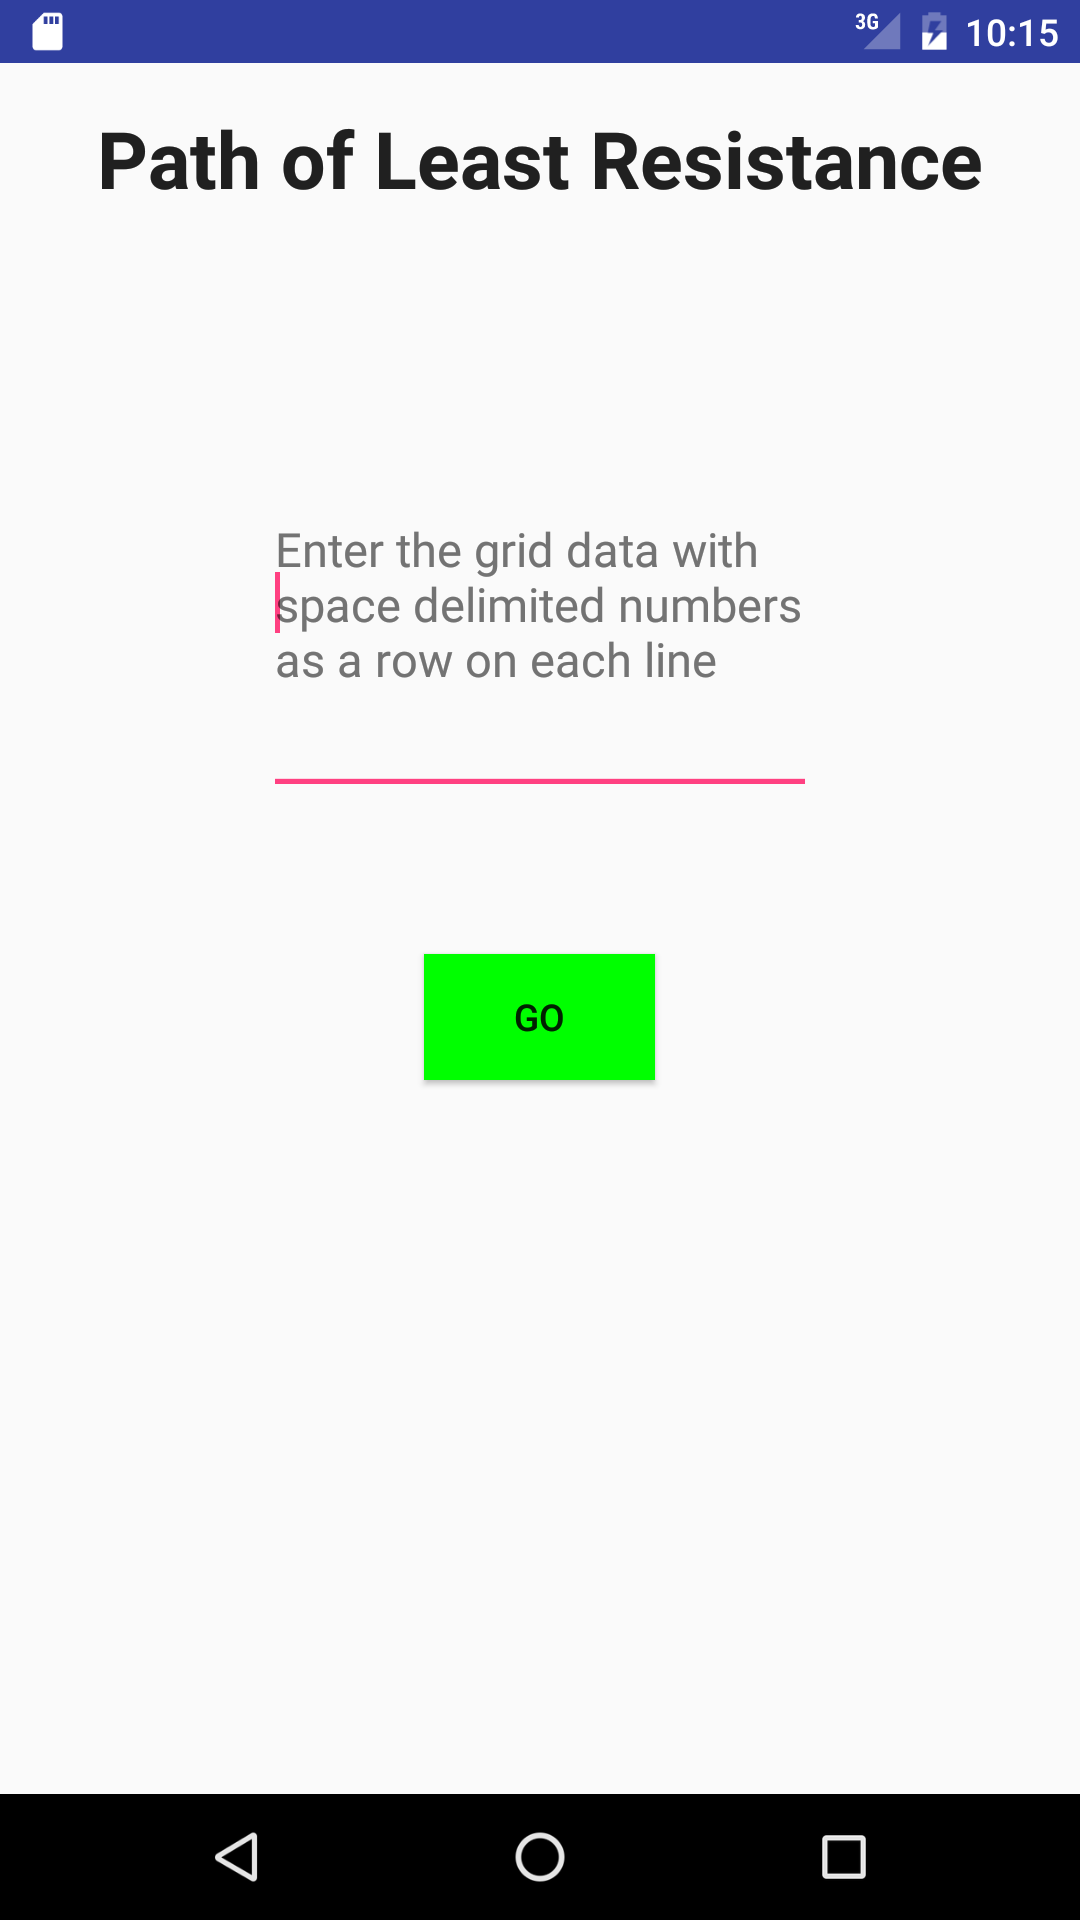 3G 10:15
Path of Least Resistance
Enter the grid data with
space delimited numbers
as a row on each line
GO